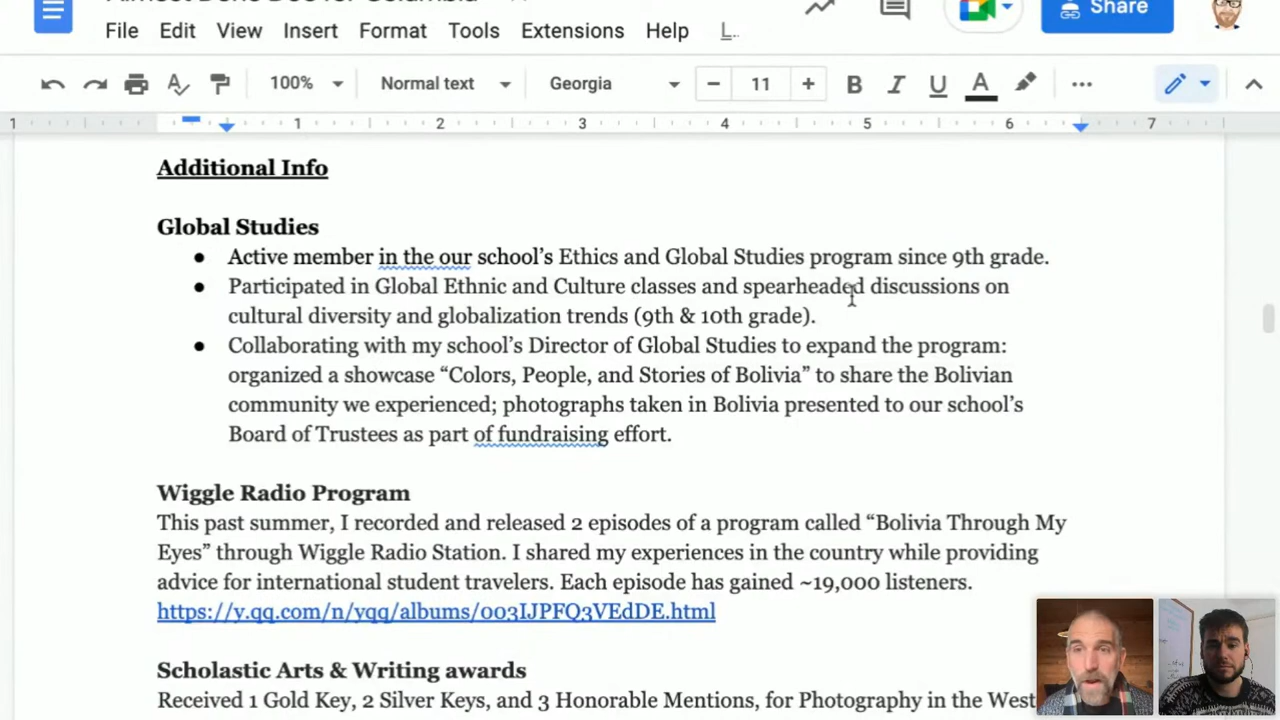 File Edit View Insert Format Tools Extensions Help L..
Share
100% Normal text Georgia 11 B I U A
1 1 2 3 4 5 6 7
Additional Info
Global Studies
● Active member in the our school’s Ethics and Global Studies program since 9th grade.
● Participated in Global Ethnic and Culture classes and spearheaded discussions on
cultural diversity and globalization trends (9th & 10th grade).
● Collaborating with my school’s Director of Global Studies to expand the program:
organized a showcase “Colors, People, and Stories of Bolivia” to share the Bolivian
community we experienced; photographs taken in Bolivia presented to our school’s
Board of Trustees as part of fundraising effort.
Wiggle Radio Program
This past summer, I recorded and released 2 episodes of a program called “Bolivia Through My
Eyes” through Wiggle Radio Station. I shared my experiences in the country while providing
advice for international student travelers. Each episode has gained ~19,000 listeners.
https://y.qq.com/n/yqq/albums/003IJPFQ3VEdDE.html
Scholastic Arts & Writing awards
Received 1 Gold Key, 2 Silver Keys, and 3 Honorable Mentions, for Photography in the West